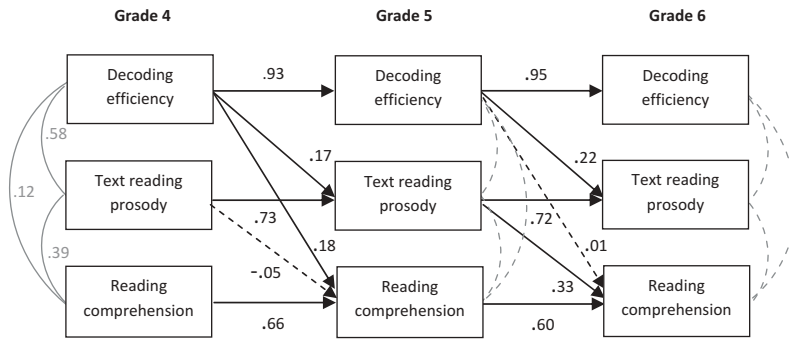 Grade 4
Grade 5
Grade 6
Decoding
efficiency
.93
Decoding
efficiency
.95
Decoding
efficiency
.58
.17
.22
.12
Text reading
prosody
.73
Text reading
prosody
.72
Text reading
prosody
.39
.18
-.05
.01
.33
Reading
comprehension
.66
Reading
comprehension
.60
Reading
comprehension